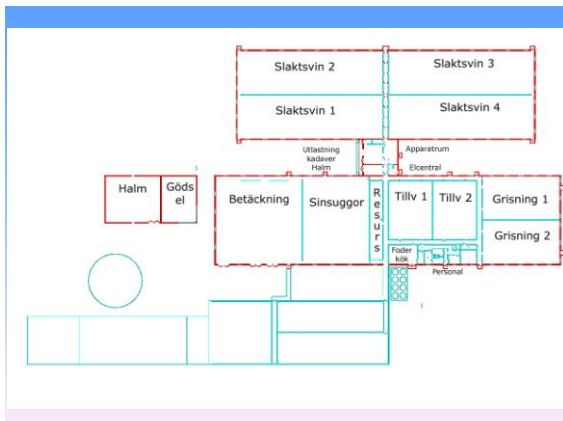 Slaktsvin 2
Slaktsvin 3
Slaktsvin 1
Slaktsvin 4
Utlastning
kadaver
Halm
Apparatrum
Elcentral
Halm
Göds
el
Betäckning
Sinsuggor
Resurs
Tillv 1
Tillv 2
Grisning 1
Grisning 2
Foder
kök
Personal